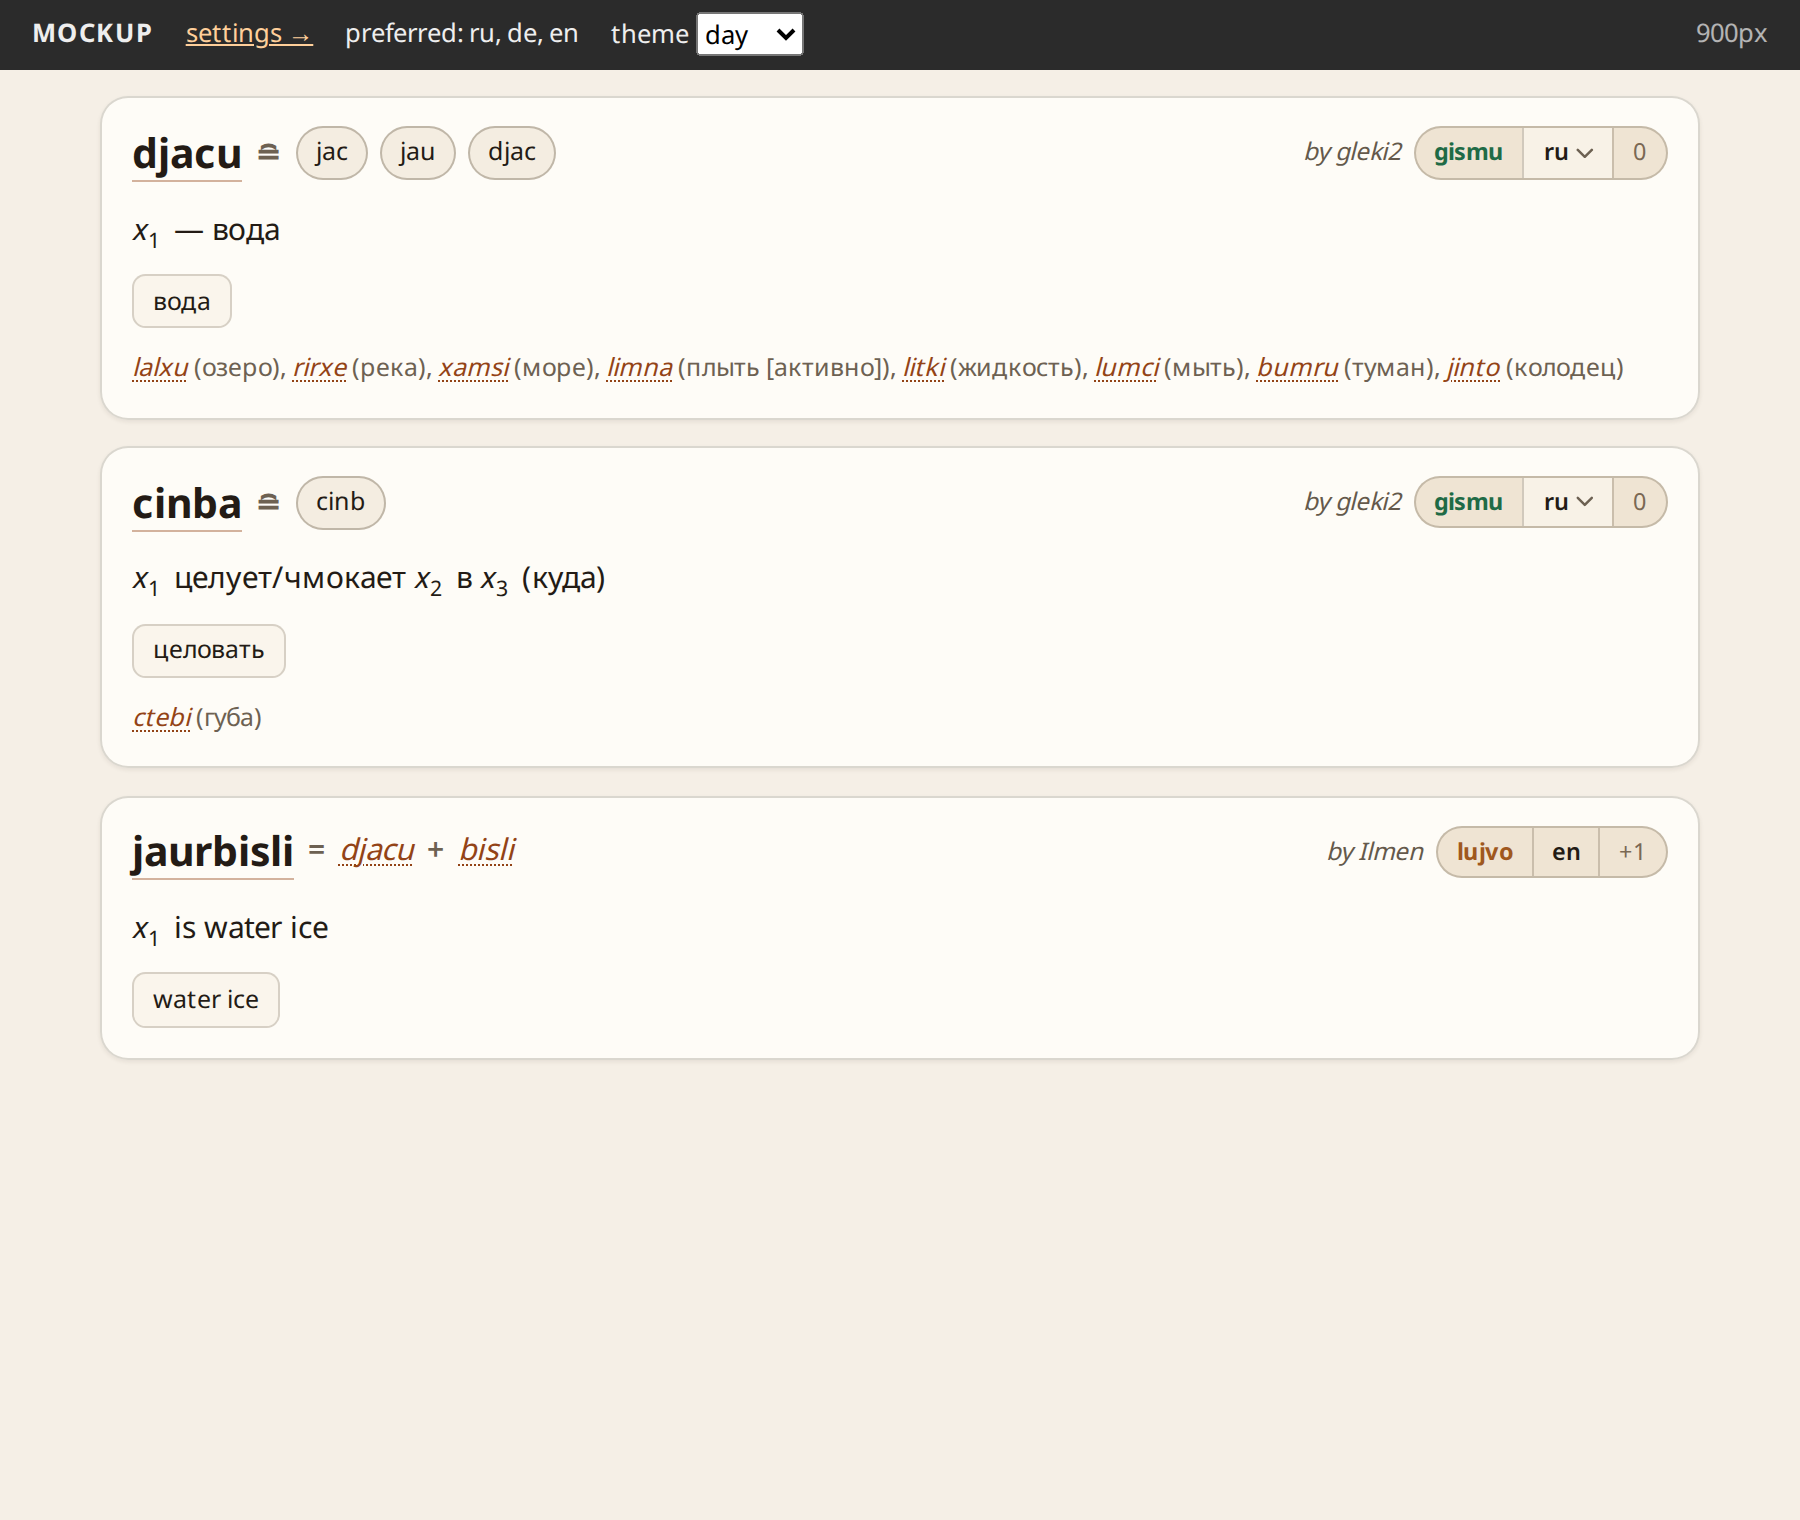 MOCKUP settings → preferred: ru, de, en theme day 900px
djacu ≘ jac jau djac by gleki2 gismu ru 0
x1 — вода
вода
lalxu (озеро), rirxe (река), xamsi (море), limna (плыть [активно]), litki (жидкость), lumci (мыть), bumru (туман), jinto (колодец)
cinba ≘ cinb by gleki2 gismu ru 0
x1 целует/чмокает x2 в x3 (куда)
целовать
ctebi (губа)
jaurbisli = djacu + bisli by Ilmen lujvo en +1
x1 is water ice
water ice